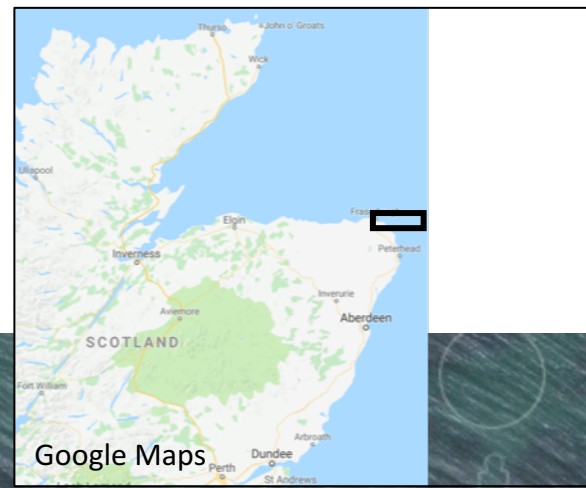 Thurso
John o' Groats
Wick
Ullapool
Elgin
Peterhead
Inverness
Inverurie
Aviemore
Aberdeen
SCOTLAND
Fort William
Arbroath
Google Maps
Dundee
Perth
St Andrews